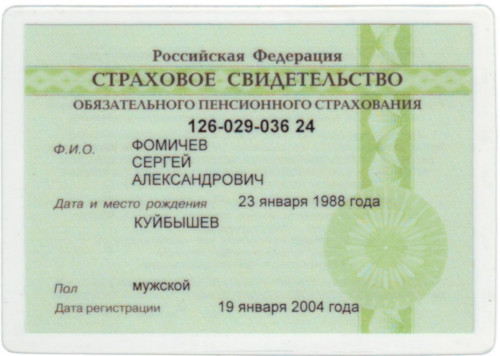 Российская Федерация
СТРАХОВОЕ СВИДЕТЕЛЬСТВО
ОБЯЗАТЕЛЬНОГО ПЕНСИОННОГО СТРАХОВАНИЯ
126-029-036 24
Ф.И.О. ФОМИЧЕВ
СЕРГЕЙ
АЛЕКСАНДРОВИЧ
Дата и место рождения 23 января 1988 года
КУЙБЫШЕВ
Пол мужской
Дата регистрации 19 января 2004 года